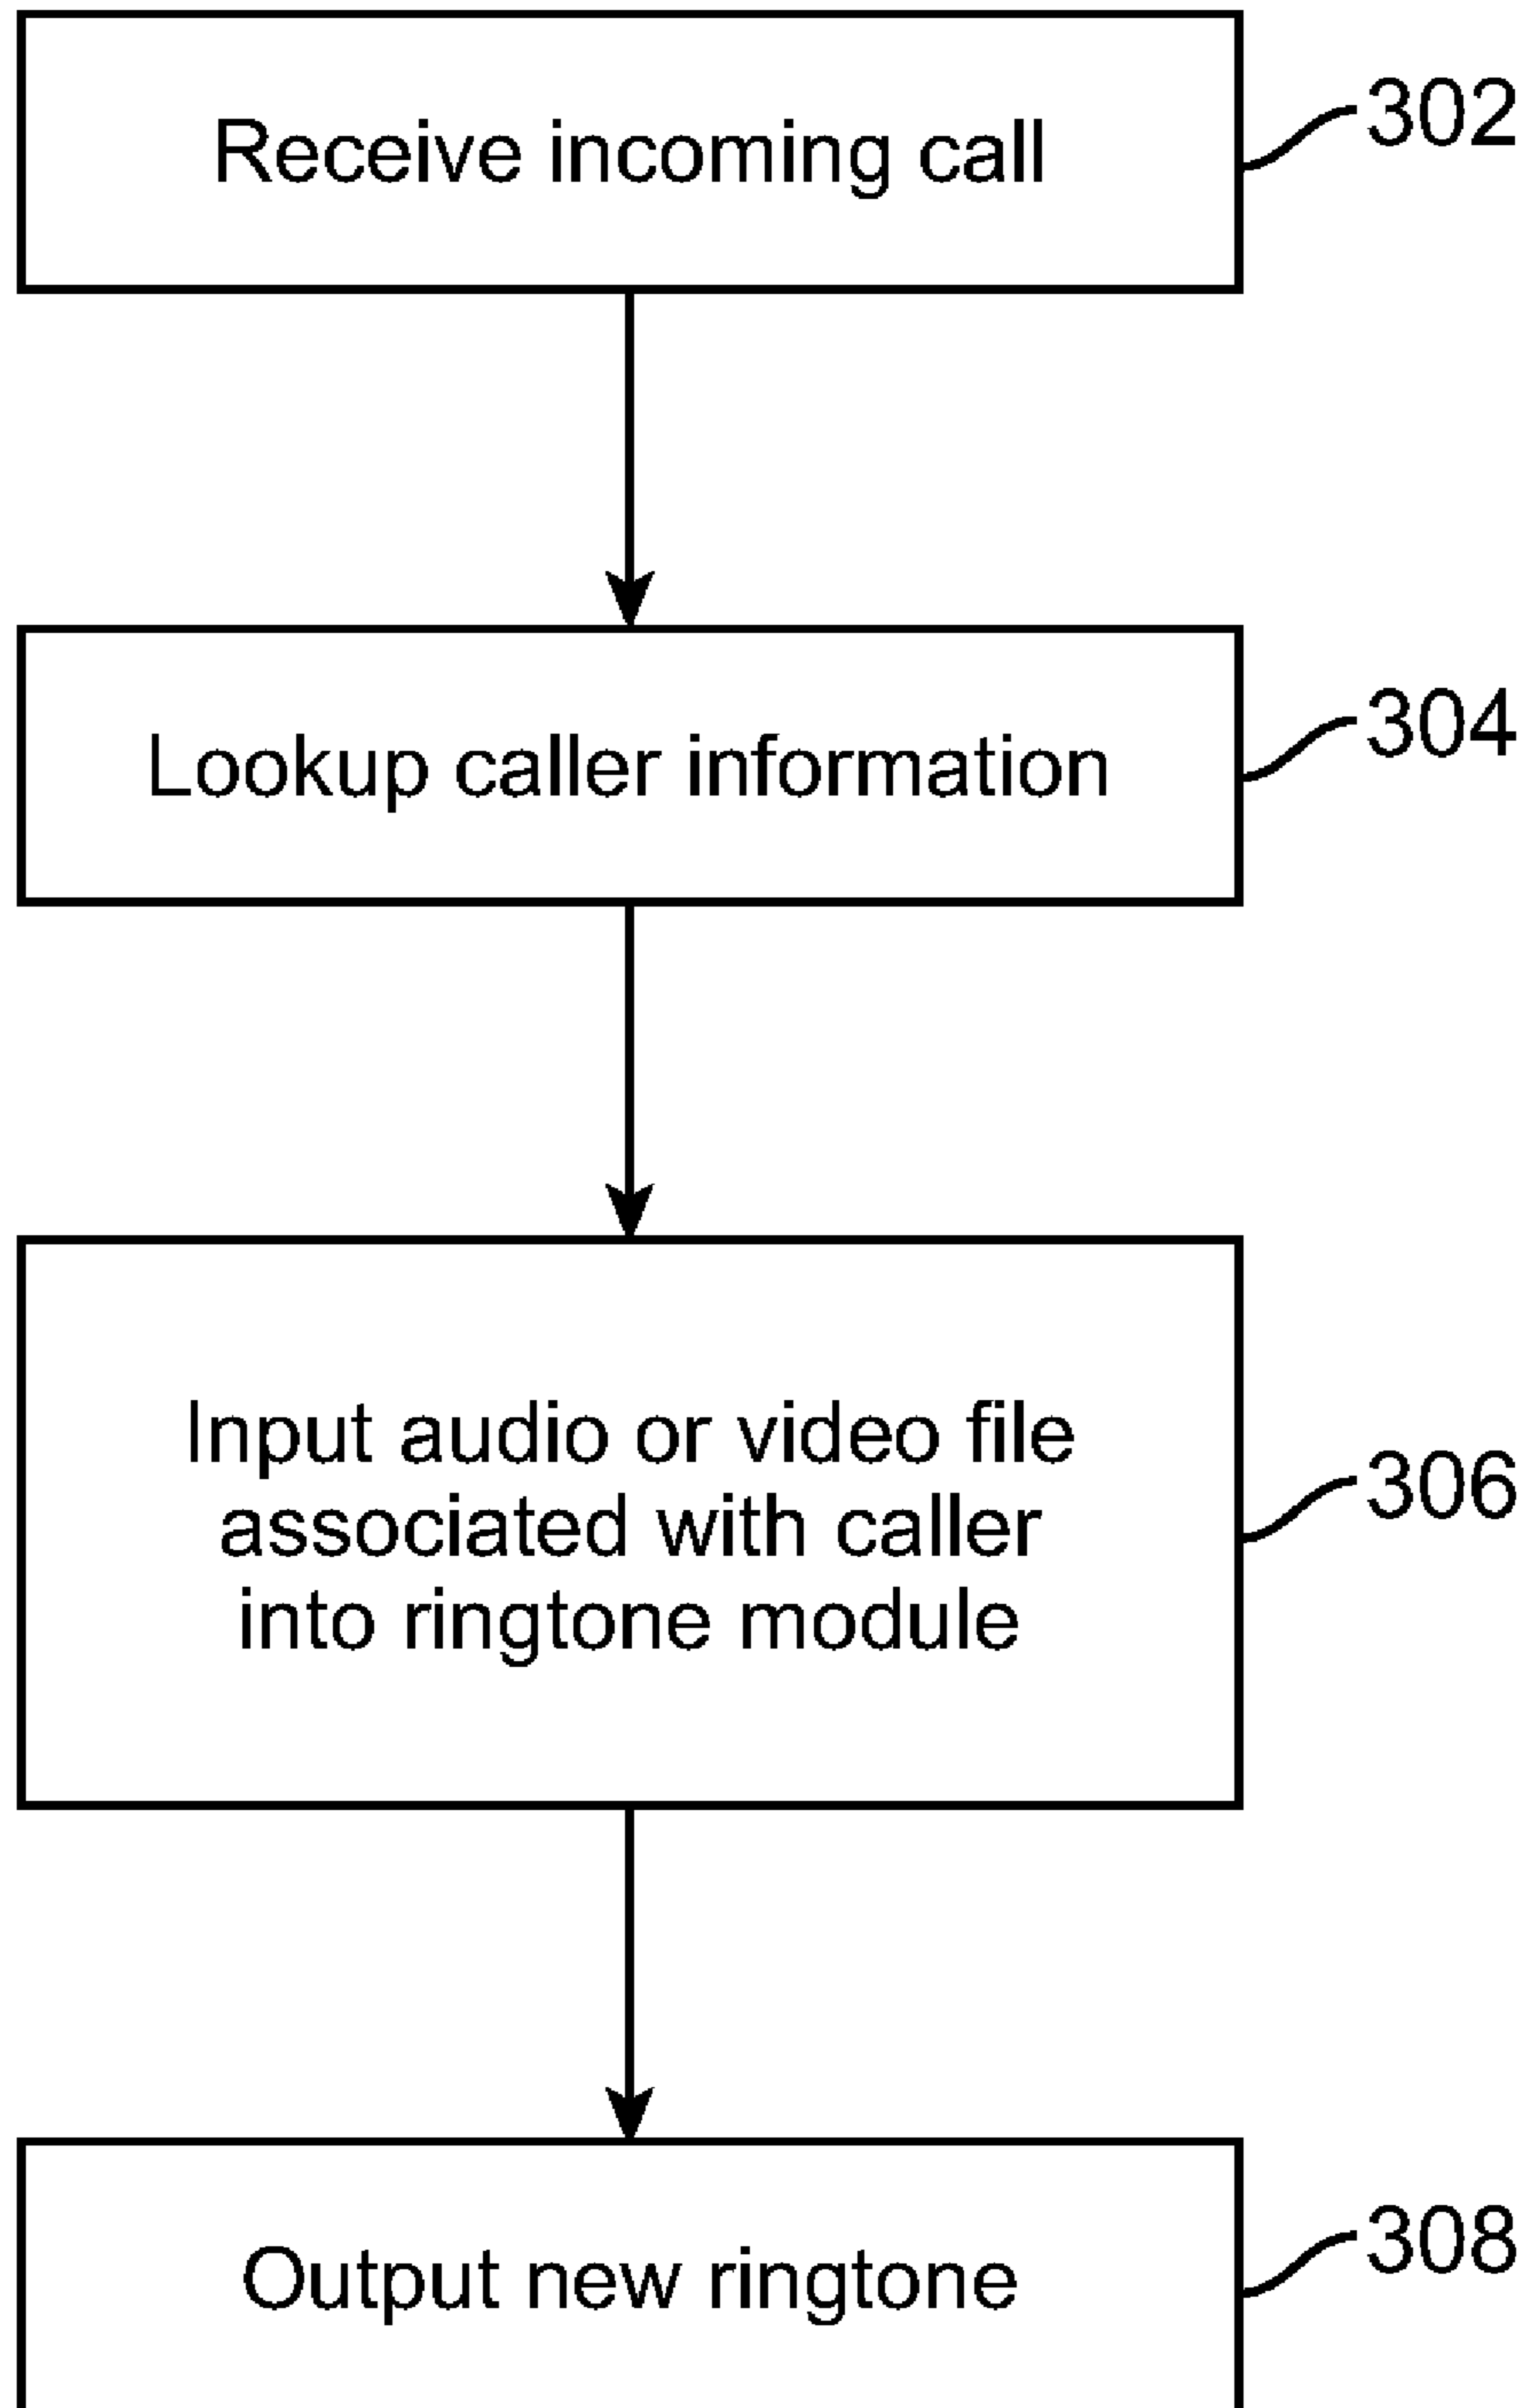 Receive incoming call
302
Lookup caller information
304
Input audio or video file
associated with caller
into ringtone module
306
Output new ringtone
308